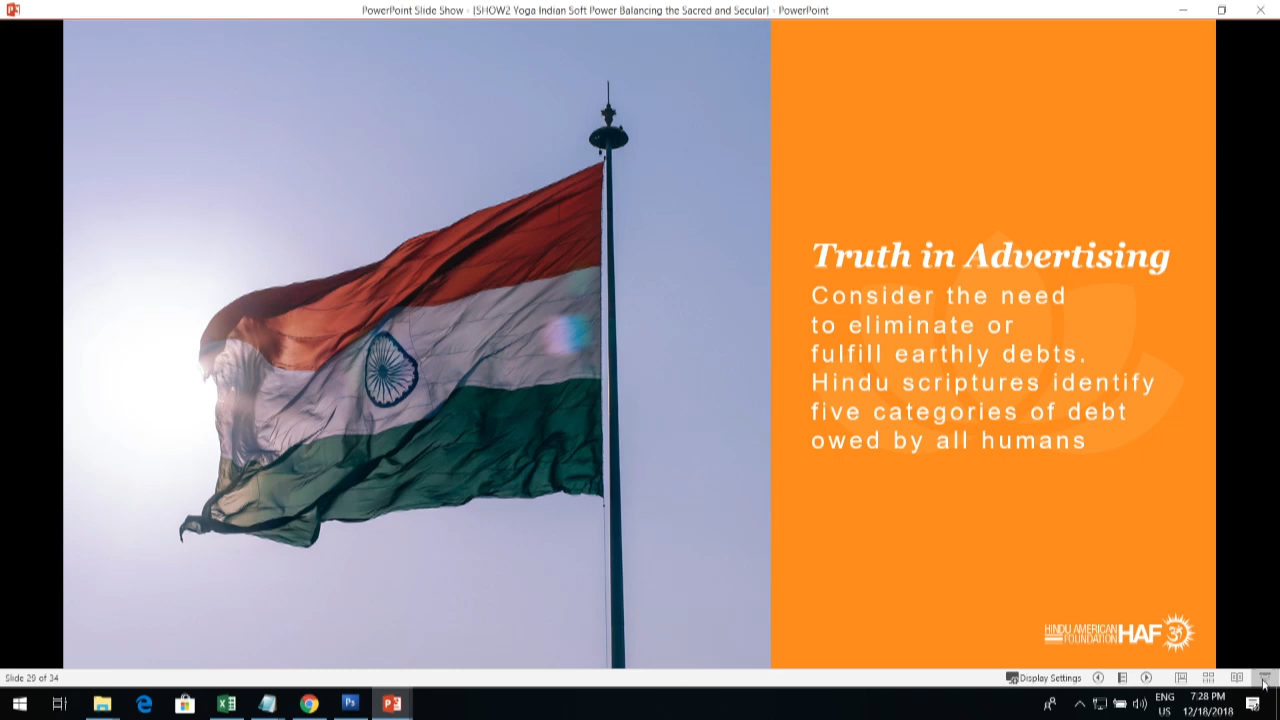 PowerPoint Slide Show - [SHOW2 Yoga Indian Soft Power Balancing the Sacred and Secular] - PowerPoint
Truth in Advertising
Consider the need
to eliminate or
fulfill earthly debts.
Hindu scriptures identify
five categories of debt
owed by all humans
HINDU AMERICAN
FOUNDATION
HAF
Slide 29 of 34
Display Settings
ENG
US
7:28 PM
12/18/2018